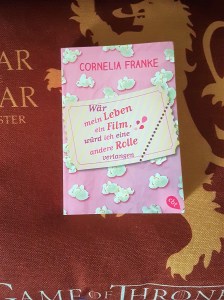 AR
AR
STER
CORNELIA FRANKE
Wär
mein Leben
ein Film,
würd ich eine
andere Rolle
verlangen
cbt
GAME OF THRON